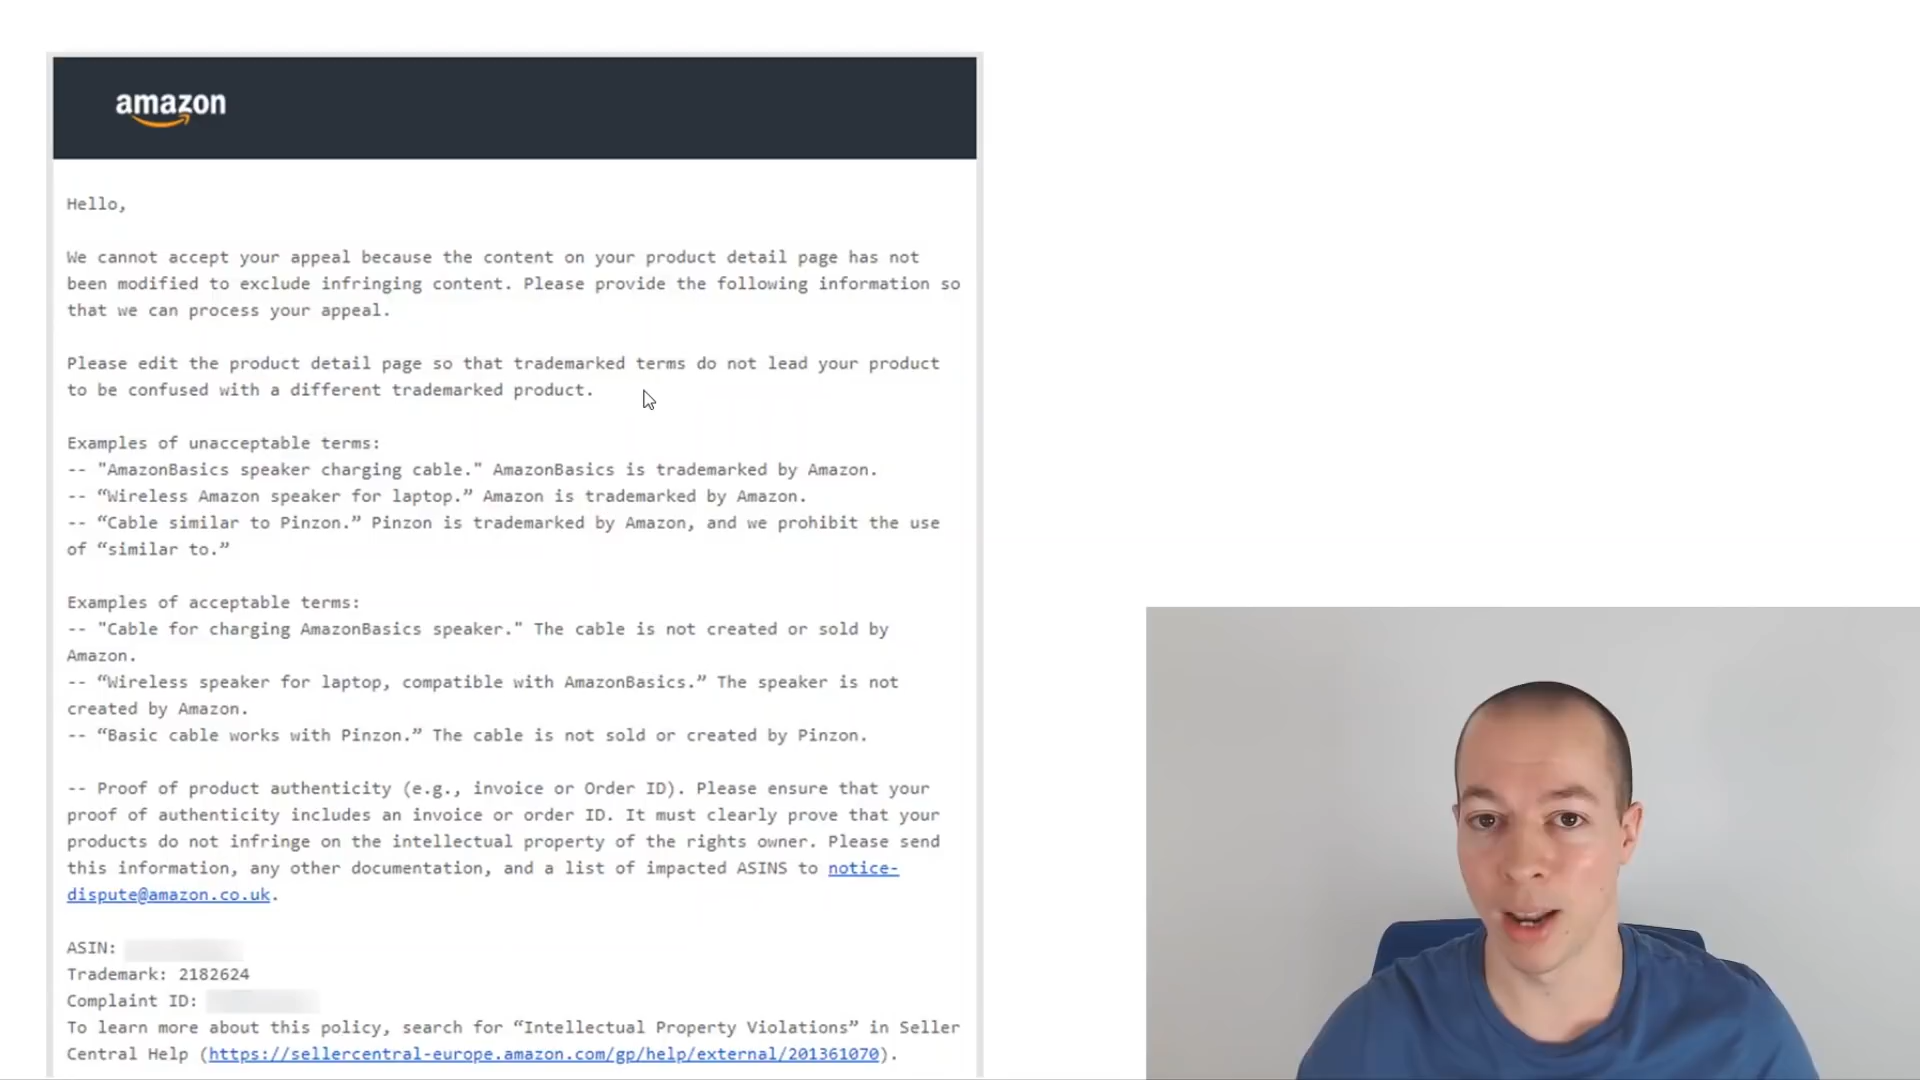 amazon
Hello,
We cannot accept your appeal because the content on your product detail page has not
been modified to exclude infringing content. Please provide the following information so
that we can process your appeal.
Please edit the product detail page so that trademarked terms do not lead your product
to be confused with a different trademarked product.
Examples of unacceptable terms:
-- "AmazonBasics speaker charging cable." AmazonBasics is trademarked by Amazon.
-- “Wireless Amazon speaker for laptop.” Amazon is trademarked by Amazon.
-- “Cable similar to Pinzon.” Pinzon is trademarked by Amazon, and we prohibit the use
of “similar to.”
Examples of acceptable terms:
-- "Cable for charging AmazonBasics speaker." The cable is not created or sold by
Amazon.
-- “Wireless speaker for laptop, compatible with AmazonBasics.” The speaker is not
created by Amazon.
-- “Basic cable works with Pinzon.” The cable is not sold or created by Pinzon.
-- Proof of product authenticity (e.g., invoice or Order ID). Please ensure that your
proof of authenticity includes an invoice or order ID. It must clearly prove that your
products do not infringe on the intellectual property of the rights owner. Please send
this information, any other documentation, and a list of impacted ASINS to notice-
dispute@amazon.co.uk.
ASIN:
Trademark: 2182624
Complaint ID:
To learn more about this policy, search for “Intellectual Property Violations” in Seller
Central Help (https://sellercentral-europe.amazon.com/gp/help/external/201361070).